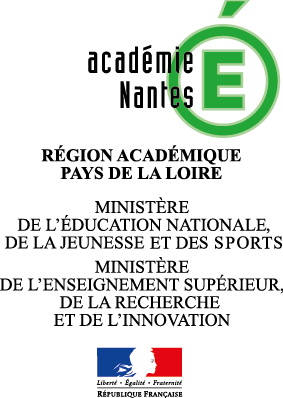 académie
Nantes
É
RÉGION ACADÉMIQUE
PAYS DE LA LOIRE
MINISTÈRE
DE L'ÉDUCATION NATIONALE,
DE LA JEUNESSE ET DES SPORTS
MINISTÈRE
DE L'ENSEIGNEMENT SUPÉRIEUR,
DE LA RECHERCHE
ET DE L'INNOVATION
Liberté • Égalité • Fraternité
RÉPUBLIQUE FRANÇAISE